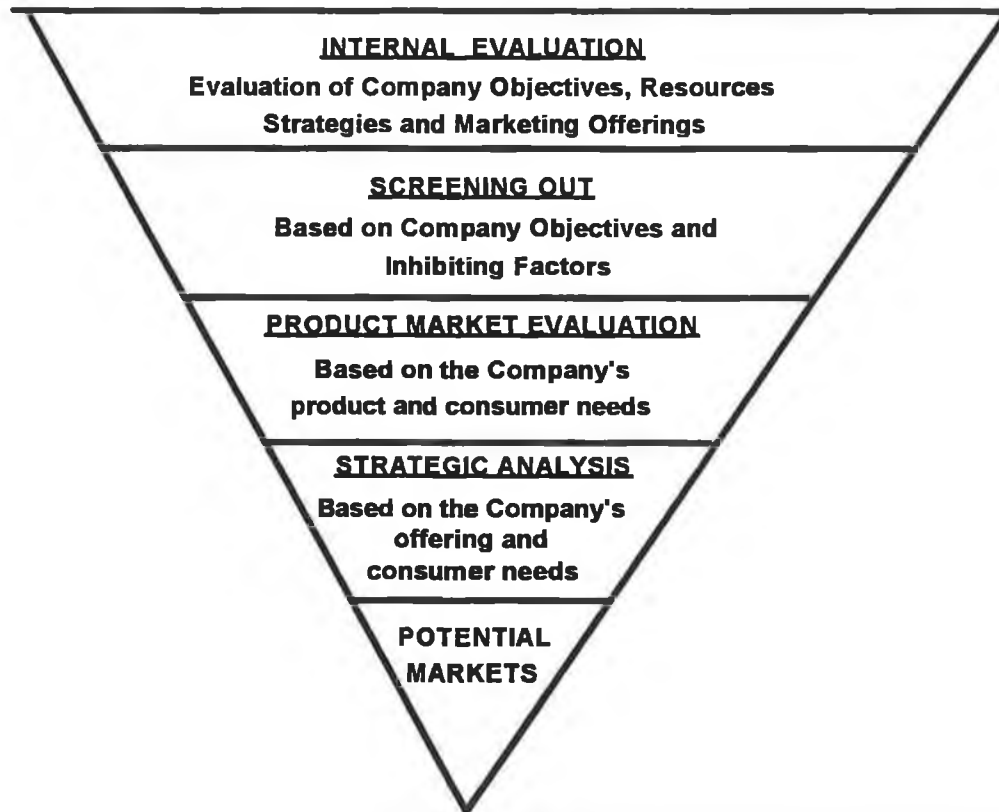 INTERNAL EVALUATION
Evaluation of Company Objectives, Resources
Strategies and Marketing Offerings
SCREENING OUT
Based on Company Objectives and
Inhibiting Factors
PRODUCT MARKET EVALUATION
Based on the Company's
product and consumer needs
STRATEGIC ANALYSIS
Based on the Company's
offering and
consumer needs
POTENTIAL
MARKETS